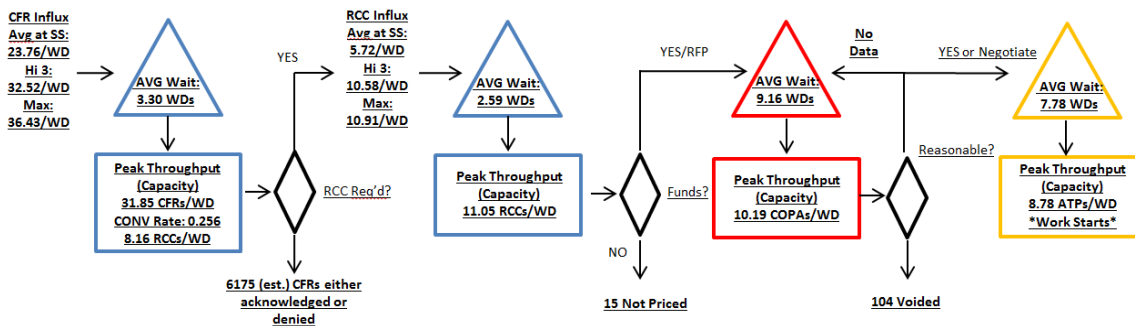 CFR Influx
Avg at SS:
23.76/WD
Hi 3:
32.52/WD
Max:
36.43/WD
AVG Wait:
3.30 WDs
Peak Throughput
(Capacity)
31.85 CFRs/WD
CONV Rate: 0.256
8.16 RCCs/WD
YES
RCC Req'd?
6175 (est.) CFRs either
acknowledged or
denied
RCC Influx
Avg at SS:
5.72/WD
Hi 3:
10.58/WD
Max:
10.91/WD
AVG Wait:
2.59 WDs
Peak Throughput
(Capacity)
11.05 RCCs/WD
YES/RFP
Funds?
NO
15 Not Priced
AVG Wait:
9.16 WDs
Peak Throughput
(Capacity)
10.19 COPAs/WD
No
Data
YES or Negotiate
Reasonable?
104 Voided
AVG Wait:
7.78 WDs
Peak Throughput
(Capacity)
8.78 ATPs/WD
*Work Starts*